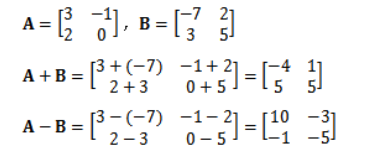 A = [3 −1; 2 0], B = [−7 2; 3 5]
A + B = [3 + (−7) −1 + 2; 2 + 3 0 + 5] = [−4 1; 5 5]
A − B = [3 − (−7) −1 − 2; 2 − 3 0 − 5] = [10 −3; −1 −5]